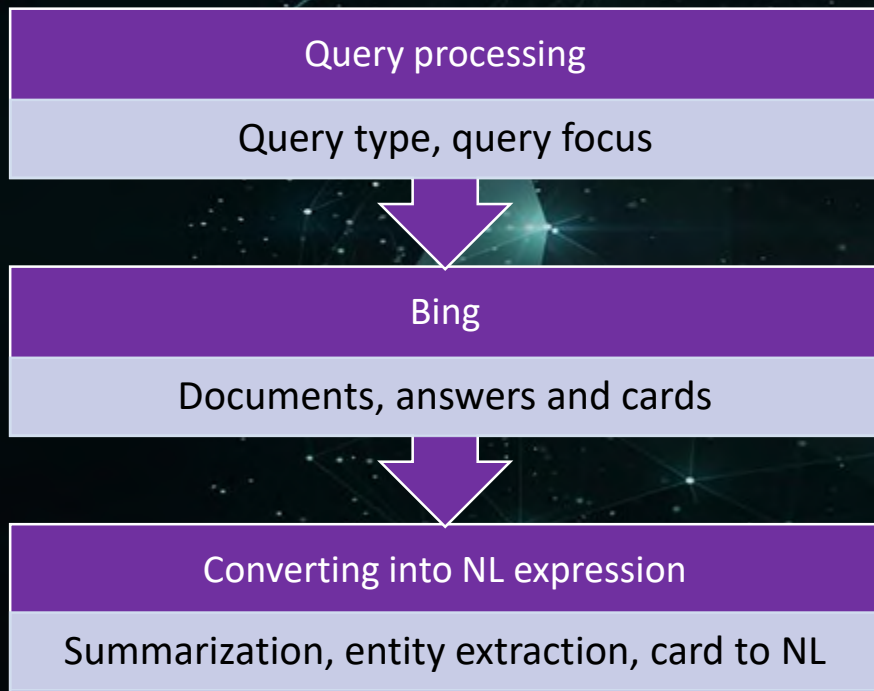 Query processing
Query type, query focus
Bing
Documents, answers and cards
Converting into NL expression
Summarization, entity extraction, card to NL